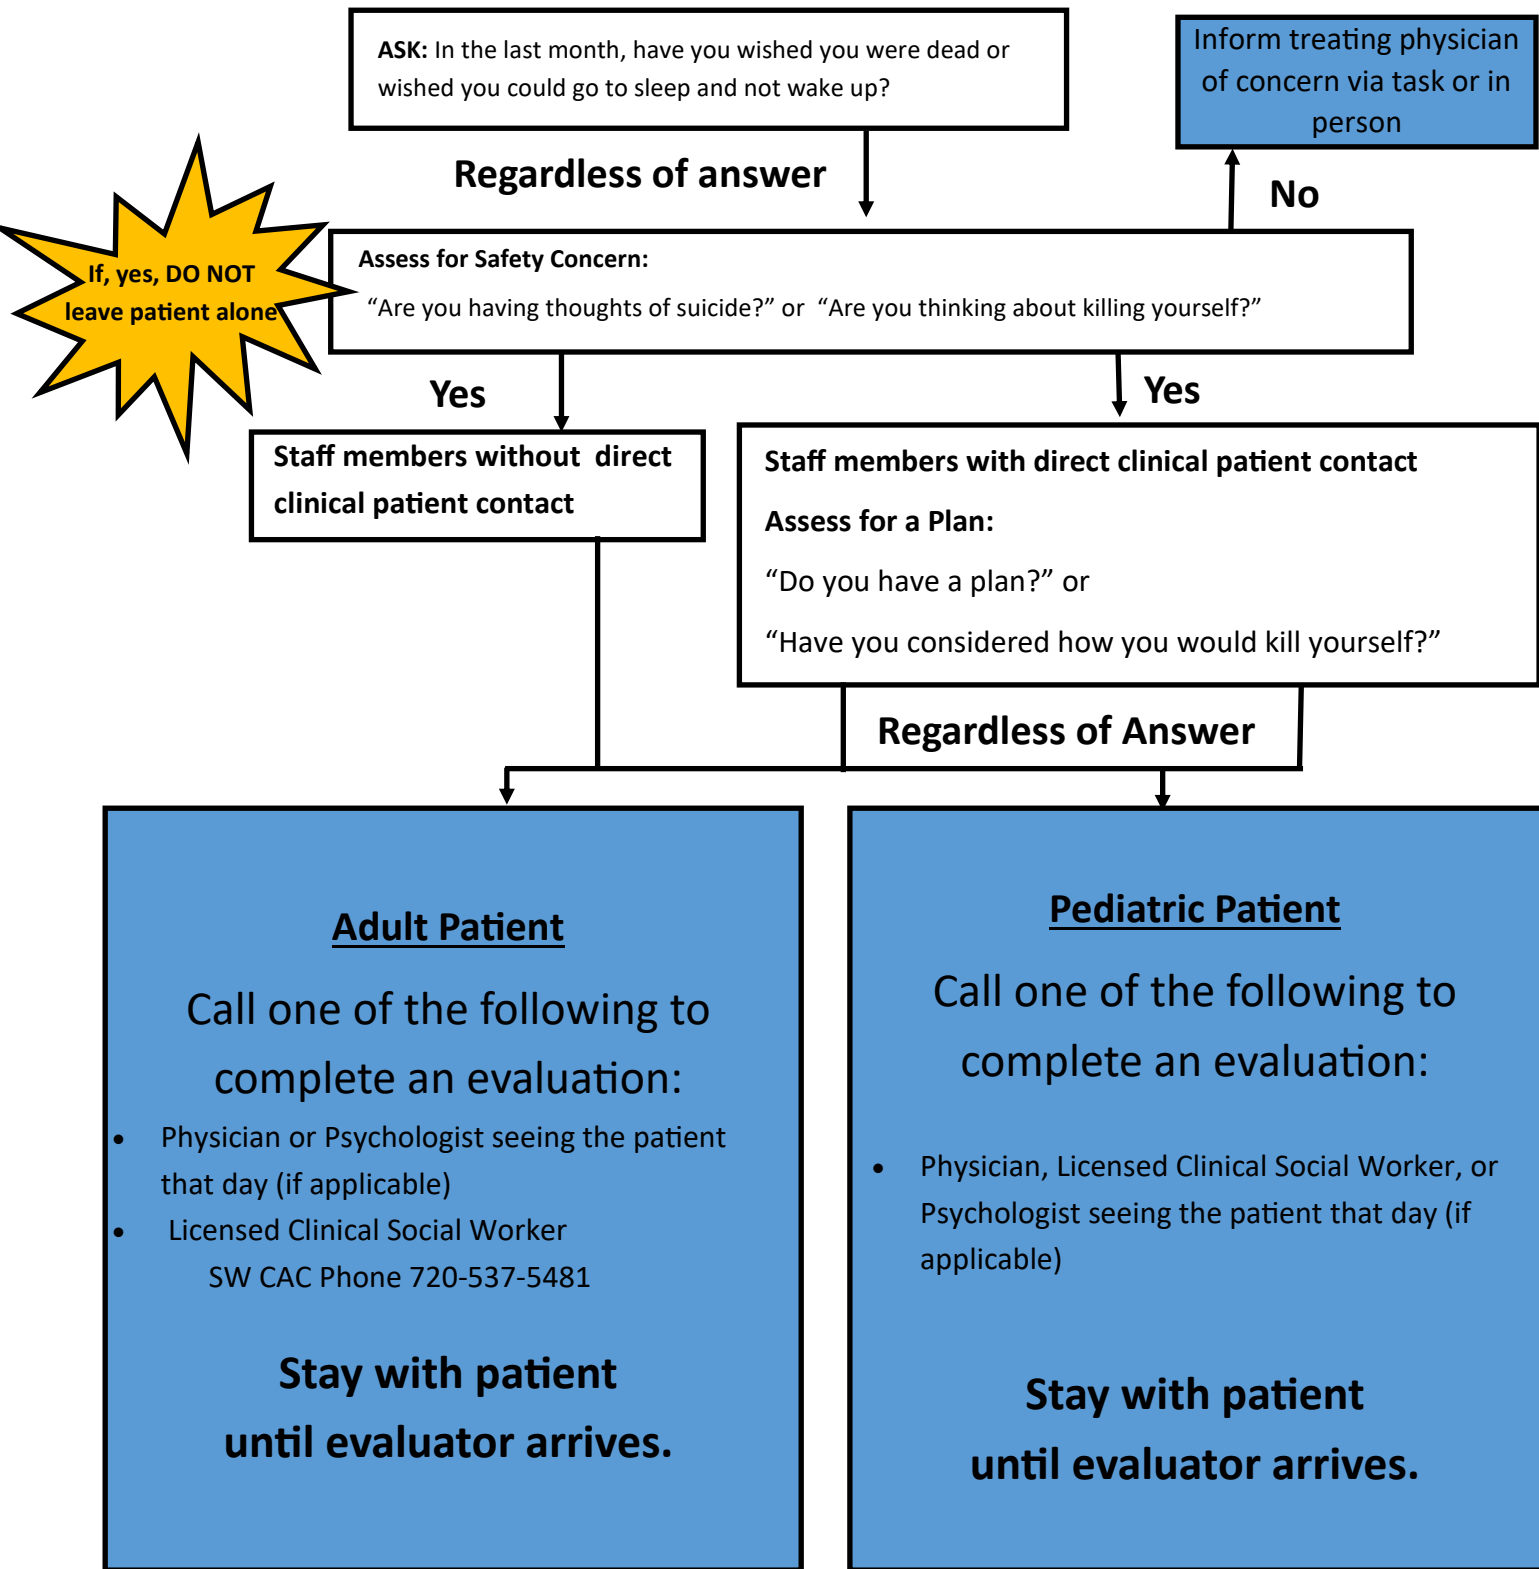 ASK: In the last month, have you wished you were dead or
wished you could go to sleep and not wake up?
Inform treating physician
of concern via task or in
person
Regardless of answer
No
If, yes, DO NOT
leave patient alone
Assess for Safety Concern:
“Are you having thoughts of suicide?” or “Are you thinking about killing yourself?”
Yes
Yes
Staff members without direct
clinical patient contact
Staff members with direct clinical patient contact
Assess for a Plan:
“Do you have a plan?” or
“Have you considered how you would kill yourself?”
Regardless of Answer
Adult Patient
Call one of the following to
complete an evaluation:
• Physician or Psychologist seeing the patient
that day (if applicable)
• Licensed Clinical Social Worker
SW CAC Phone 720-537-5481
Stay with patient
until evaluator arrives.
Pediatric Patient
Call one of the following to
complete an evaluation:
• Physician, Licensed Clinical Social Worker, or
Psychologist seeing the patient that day (if
applicable)
Stay with patient
until evaluator arrives.